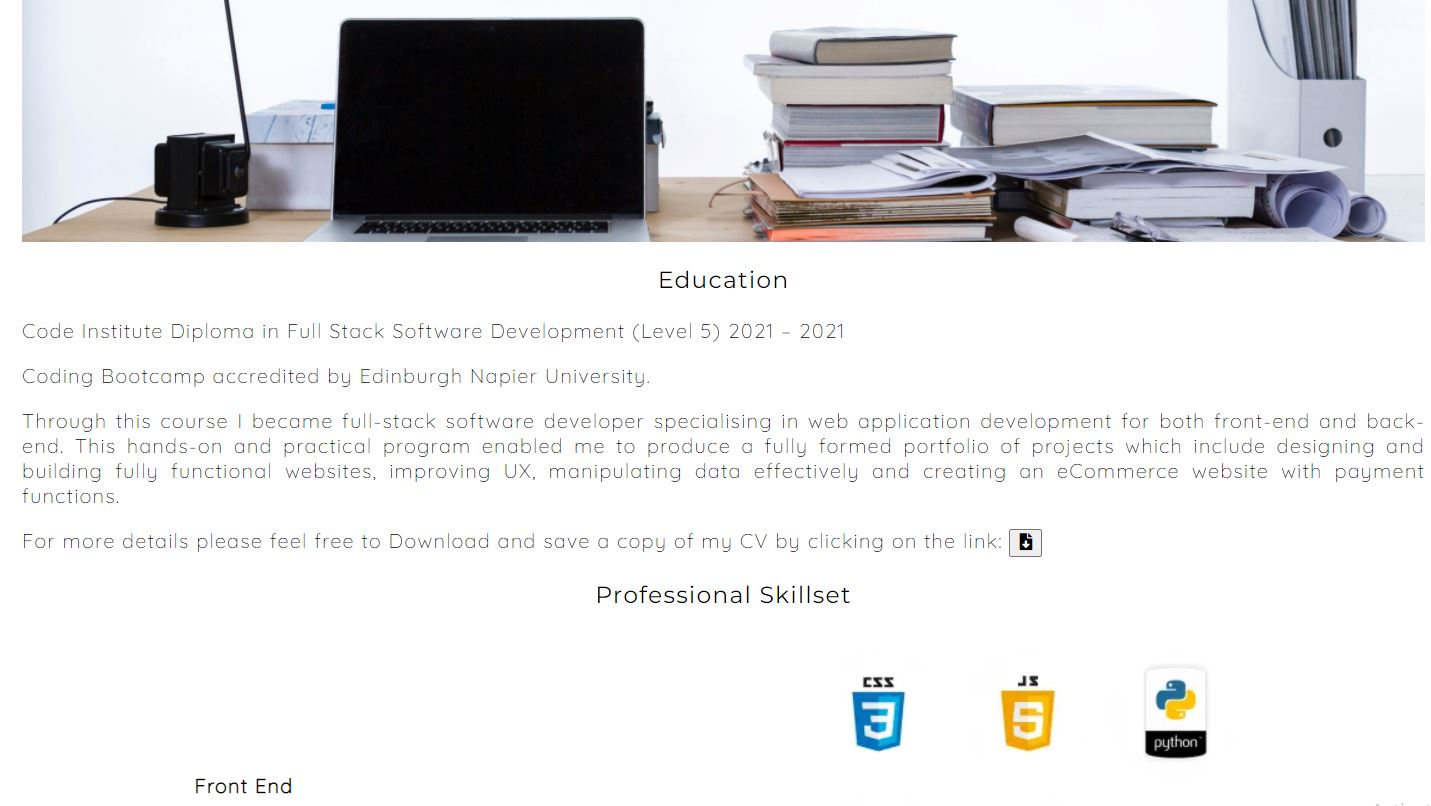 Education
Code Institute Diploma in Full Stack Software Development (Level 5) 2021 – 2021
Coding Bootcamp accredited by Edinburgh Napier University.
Through this course I became full-stack software developer specialising in web application development for both front-end and back-
end. This hands-on and practical program enabled me to produce a fully formed portfolio of projects which include designing and
building fully functional websites, improving UX, manipulating data effectively and creating an eCommerce website with payment
functions.
For more details please feel free to Download and save a copy of my CV by clicking on the link:
Professional Skillset
CSS JS
3 5
python
Front End